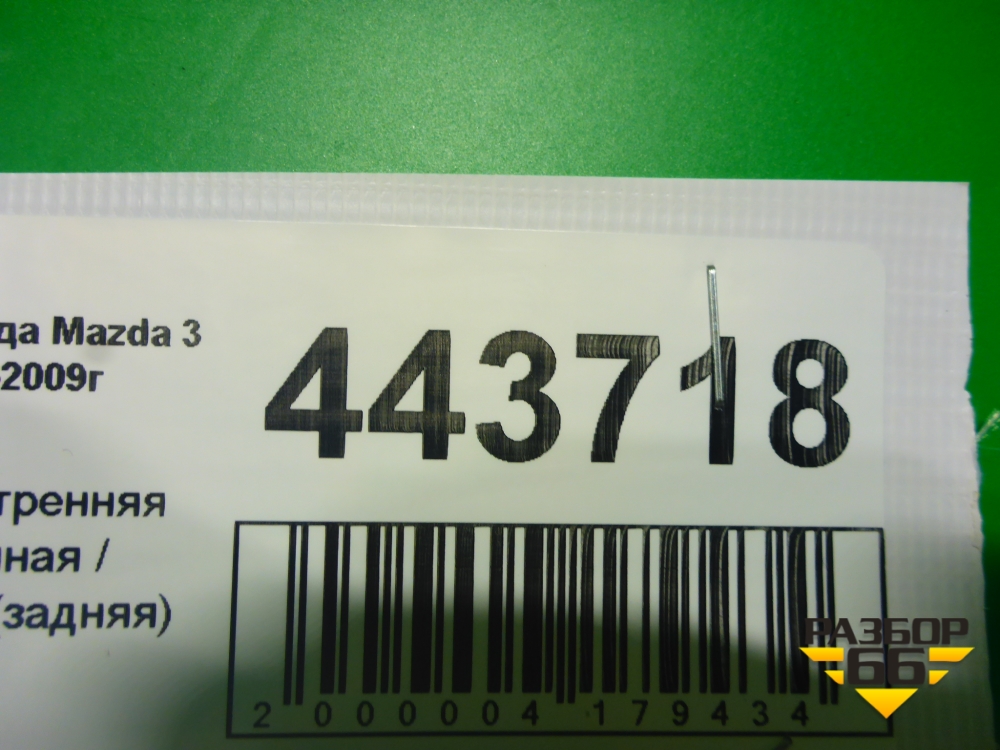 да Mazda 3
-2009г
443718
тренняя
ная /
(задняя)
2 000004 179434
РАЗБОР
66